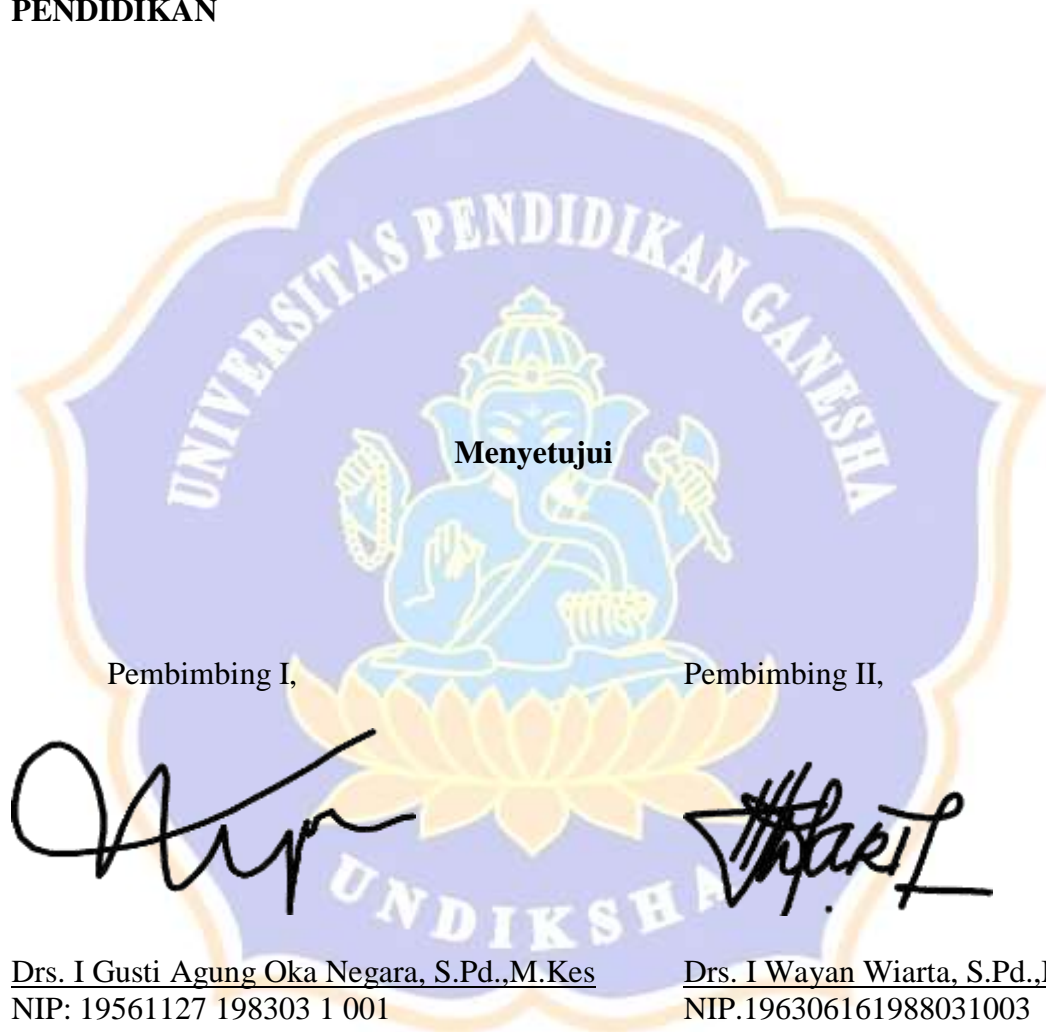 PENDIDIKAN
UNIVERSITAS PENDIDIKAN GANESHA
Menyetujui
Pembimbing I,
Pembimbing II,
UNDIKSHA
Drs. I Gusti Agung Oka Negara, S.Pd.,M.Kes
Drs. I Wayan Wiarta, S.Pd.,
NIP: 19561127 198303 1 001
NIP.196306161988031003